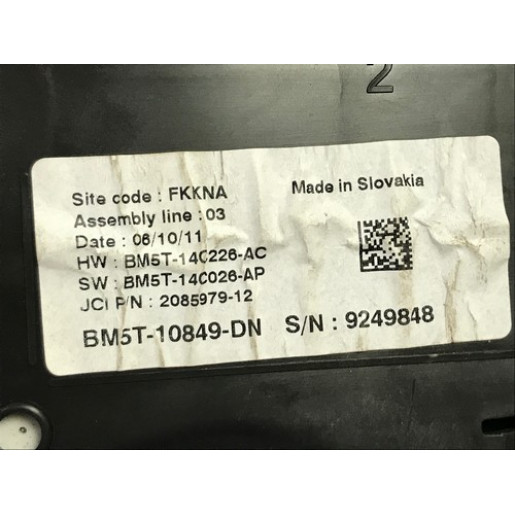 2
Site code : FKKNA
Made in Slovakia
Assembly line : 03
Date : 06/10/11
HW : BM5T-14C226-AC
SW : BM5T-14C026-AP
JCI P/N : 2085979-12
BM5T-10849-DN S/N : 9249848